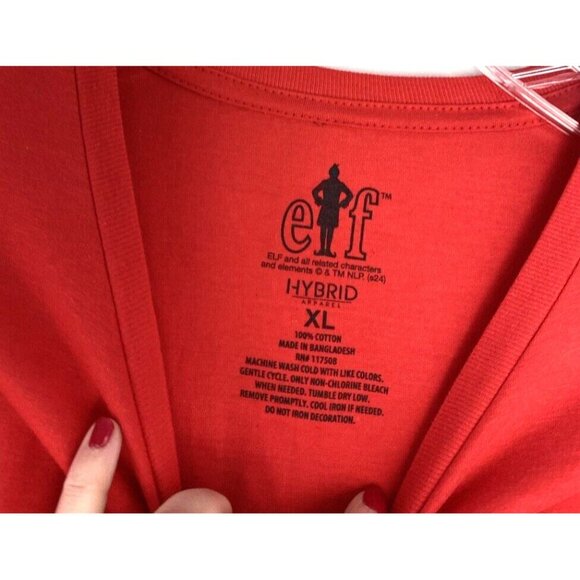 elf™
ELF and all related characters
and elements © & TM NLP. (s24)
HYBRID
APPAREL
XL
100% COTTON
MADE IN BANGLADESH
RN# 117508
MACHINE WASH COLD WITH LIKE COLORS.
GENTLE CYCLE. ONLY NON-CHLORINE BLEACH
WHEN NEEDED. TUMBLE DRY LOW.
REMOVE PROMPTLY. COOL IRON IF NEEDED.
DO NOT IRON DECORATION.